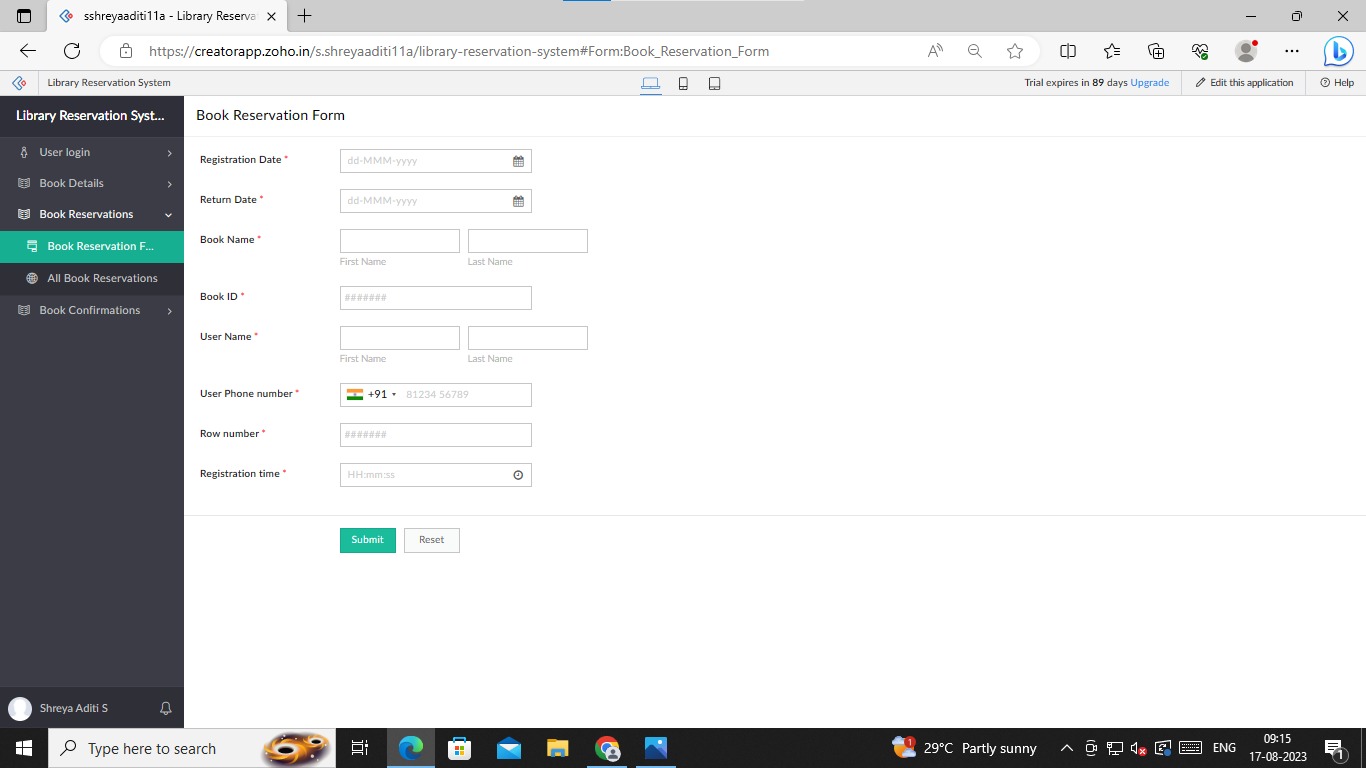 sshreyaaditi11a - Library Reserva
https://creatorapp.zoho.in/s.shreyaaditi11a/library-reservation-system#Form:Book_Reservation_Form
Library Reservation System
Trial expires in 89 days Upgrade
Edit this application
Help
Library Reservation Syst...
User login
Book Details
Book Reservations
Book Reservation F...
All Book Reservations
Book Confirmations
Shreya Aditi S
Book Reservation Form
Registration Date *
dd-MMM-yyyy
Return Date *
dd-MMM-yyyy
Book Name *
First Name
Last Name
Book ID *
#######
User Name *
First Name
Last Name
User Phone number *
+91
81234 56789
Row number *
#######
Registration time *
HH:mm:ss
Submit
Reset
Type here to search
1
29°C Partly sunny
ENG
09:15
17-08-2023
1